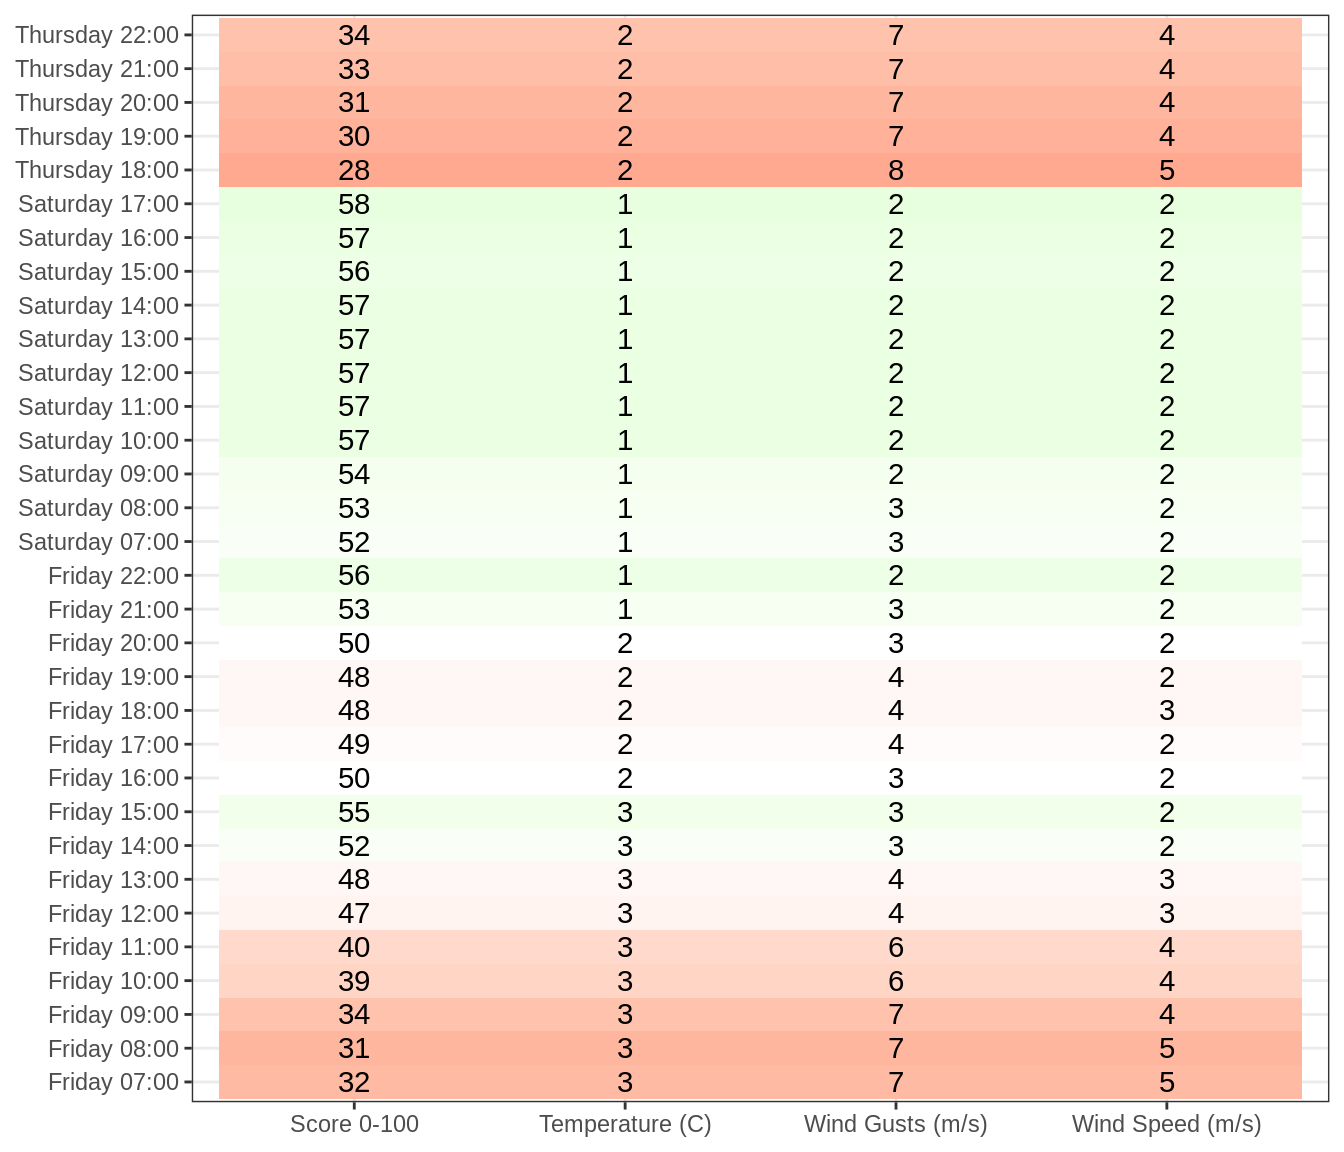 Thursday 22:00 34 2 7 4
Thursday 21:00 33 2 7 4
Thursday 20:00 31 2 7 4
Thursday 19:00 30 2 7 4
Thursday 18:00 28 2 8 5
Saturday 17:00 58 1 2 2
Saturday 16:00 57 1 2 2
Saturday 15:00 56 1 2 2
Saturday 14:00 57 1 2 2
Saturday 13:00 57 1 2 2
Saturday 12:00 57 1 2 2
Saturday 11:00 57 1 2 2
Saturday 10:00 57 1 2 2
Saturday 09:00 54 1 2 2
Saturday 08:00 53 1 3 2
Saturday 07:00 52 1 3 2
Friday 22:00 56 1 2 2
Friday 21:00 53 1 3 2
Friday 20:00 50 2 3 2
Friday 19:00 48 2 4 2
Friday 18:00 48 2 4 3
Friday 17:00 49 2 4 2
Friday 16:00 50 2 3 2
Friday 15:00 55 3 3 2
Friday 14:00 52 3 3 2
Friday 13:00 48 3 4 3
Friday 12:00 47 3 4 3
Friday 11:00 40 3 6 4
Friday 10:00 39 3 6 4
Friday 09:00 34 3 7 4
Friday 08:00 31 3 7 5
Friday 07:00 32 3 7 5
Score 0-100 Temperature (C) Wind Gusts (m/s) Wind Speed (m/s)